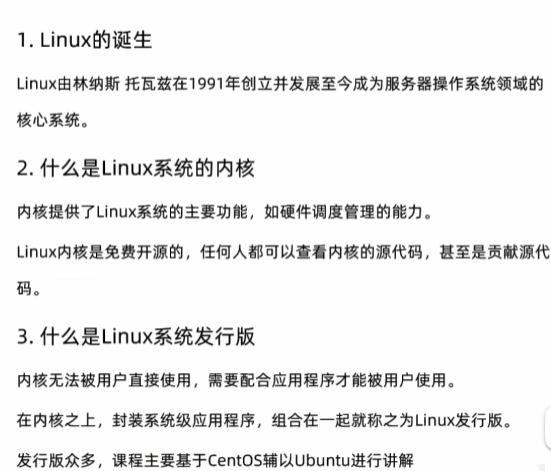 1. Linux的诞生
Linux由林纳斯 托瓦兹在1991年创立并发展至今成为服务器操作系统领域的
核心系统。
2. 什么是Linux系统的内核
内核提供了Linux系统的主要功能，如硬件调度管理的能力。
Linux内核是免费开源的，任何人都可以查看内核的源代码，甚至是贡献源代
码。
3. 什么是Linux系统发行版
内核无法被用户直接使用，需要配合应用程序才能被用户使用。
在内核之上，封装系统级应用程序，组合在一起就称之为Linux发行版。
发行版众多，课程主要基于CentOS辅以Ubuntu进行讲解